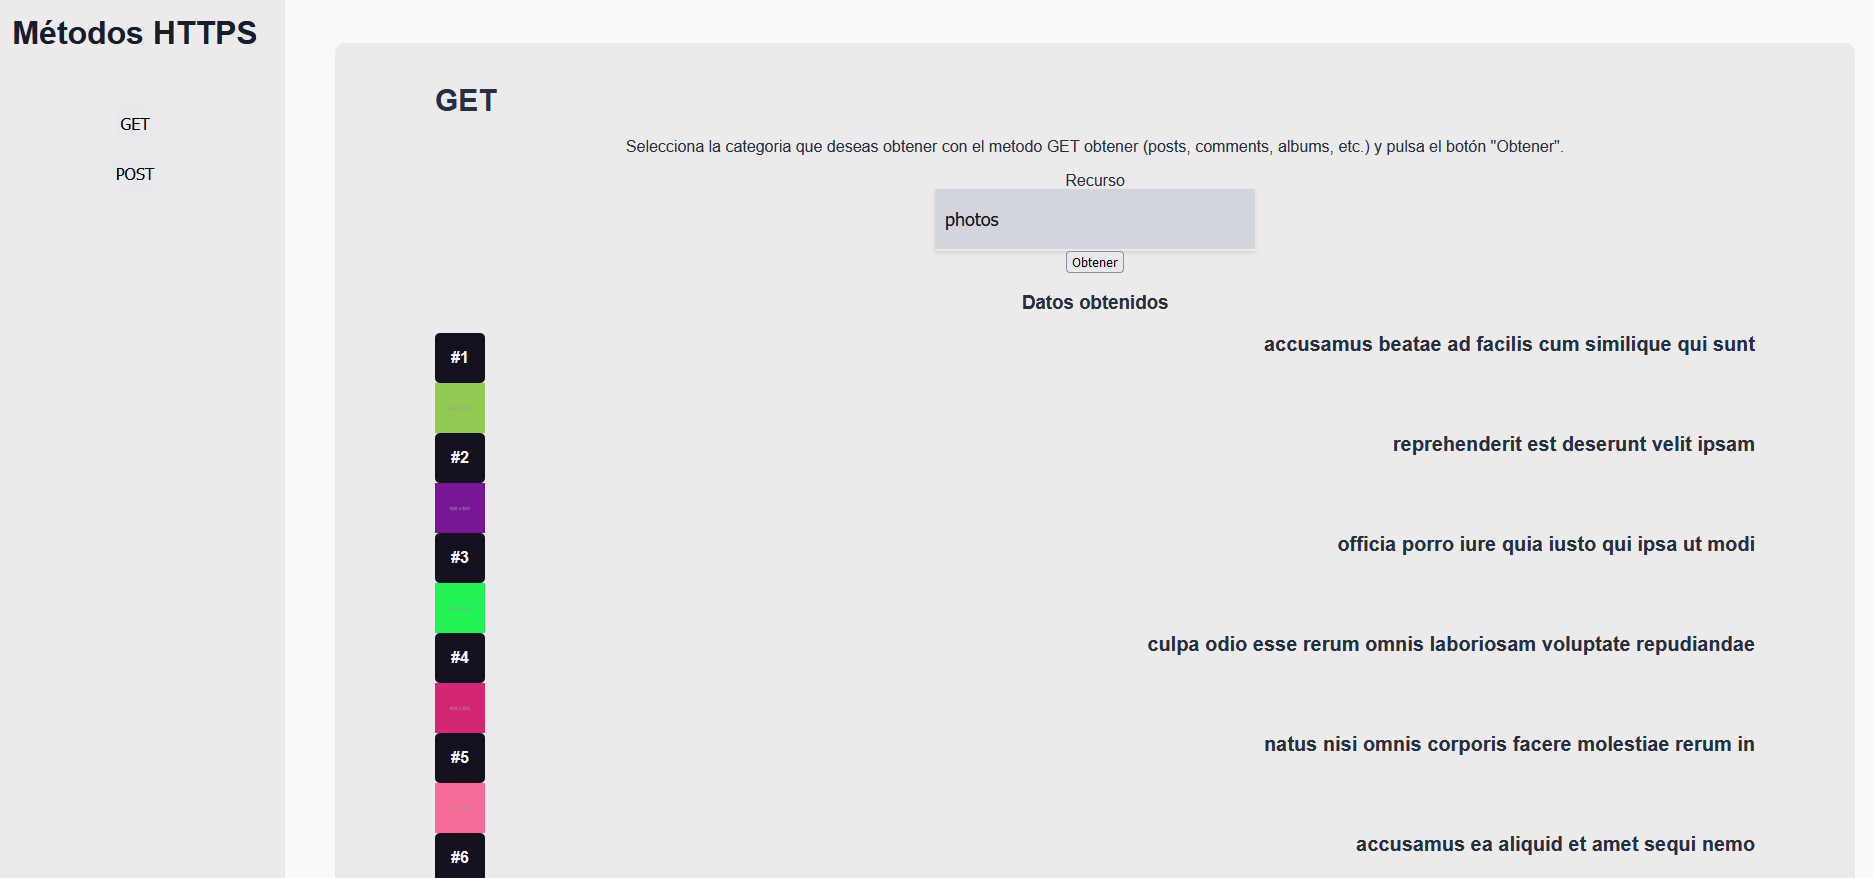 Métodos HTTPS
GET
POST
GET
Selecciona la categoria que deseas obtener con el metodo GET obtener (posts, comments, albums, etc.) y pulsa el botón "Obtener".
Recurso
photos
Obtener
Datos obtenidos
#1
accusamus beatae ad facilis cum similique qui sunt
#2
reprehenderit est deserunt velit ipsam
#3
officia porro iure quia iusto qui ipsa ut modi
#4
culpa odio esse rerum omnis laboriosam voluptate repudiandae
#5
natus nisi omnis corporis facere molestiae rerum in
#6
accusamus ea aliquid et amet sequi nemo